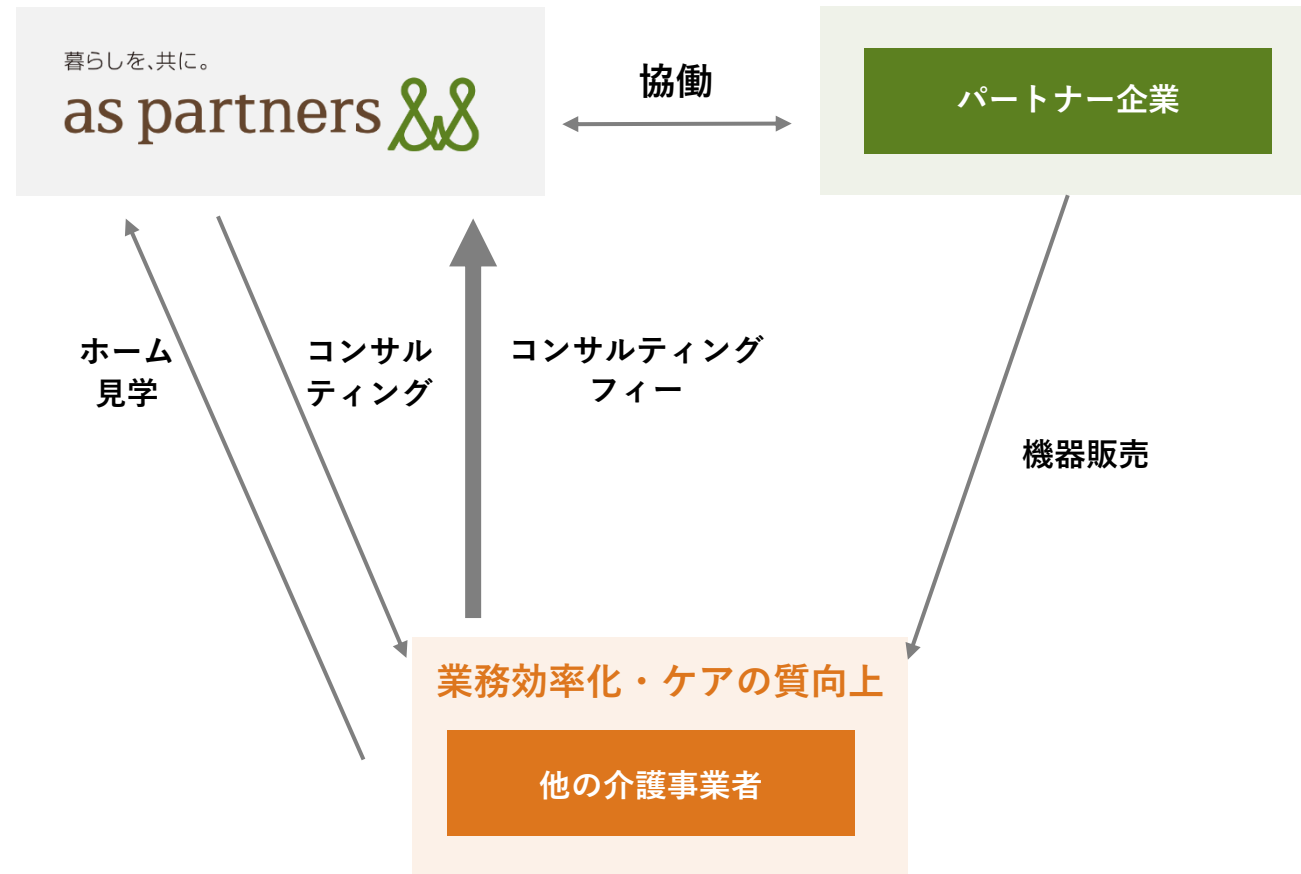 暮らしを、共に。
as partners
協働
パートナー企業
ホーム
見学
コンサル
ティング
コンサルティング
フィー
機器販売
業務効率化・ケアの質向上
他の介護事業者